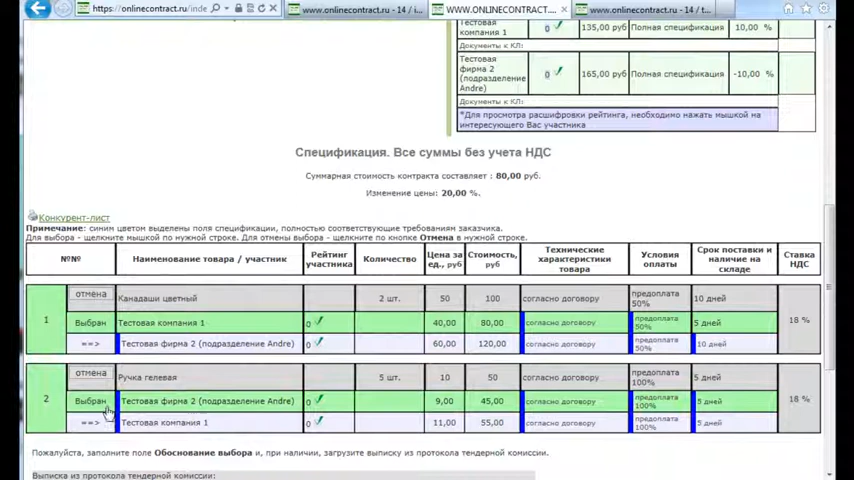 https://onlinecontract.ru/inde
www.onlinecontract.ru - 14 / i...
WWW.ONLINECONTRACT....
www.onlinecontract.ru - 14 / t...
Тестовая компания 1 0 135,00 руб Полная спецификация 10,00 %
Документы к КЛ:
Тестовая фирма 2 (подразделение Andre) 0 165,00 руб Полная спецификация -10,00 %
Документы к КЛ:
*Для просмотра расшифровки рейтинга, необходимо нажать мышкой на
интересующего Вас участника
Спецификация. Все суммы без учета НДС
Суммарная стоимость контракта составляет : 80,00 руб.
Изменение цены: 20,00 %.
Конкурент-лист
Примечание: синим цветом выделены поля спецификации, полностью соответствующие требованиям заказчика.
Для выбора - щелкните мышкой по нужной строке. Для отмены выбора - щелкните по кнопке Отмена в нужной строке.
№№ Наименование товара / участник Рейтинг участника Количество Цена за ед., руб Стоимость, руб Технические характеристики товара Условия оплаты Срок поставки и наличие на складе Ставка НДС
1 отмена Канадаши цветный 2 шт. 50 100 согласно договору предоплата 50% 10 дней 18 %
Выбран Тестовая компания 1 0 40,00 80,00 согласно договору предоплата 50% 5 дней
==> Тестовая фирма 2 (подразделение Andre) 0 60,00 120,00 согласно договору предоплата 50% 10 дней
2 отмена Ручка гелевая 5 шт. 10 50 согласно договору предоплата 100% 5 дней 18 %
Выбран Тестовая фирма 2 (подразделение Andre) 0 9,00 45,00 согласно договору предоплата 100% 5 дней
==> Тестовая компания 1 0 11,00 55,00 согласно договору предоплата 100% 5 дней
Пожалуйста, заполните поле Обоснование выбора и, при наличии, загрузите выписку из протокола тендерной комиссии.
Выписка из протокола тендерной комиссии: